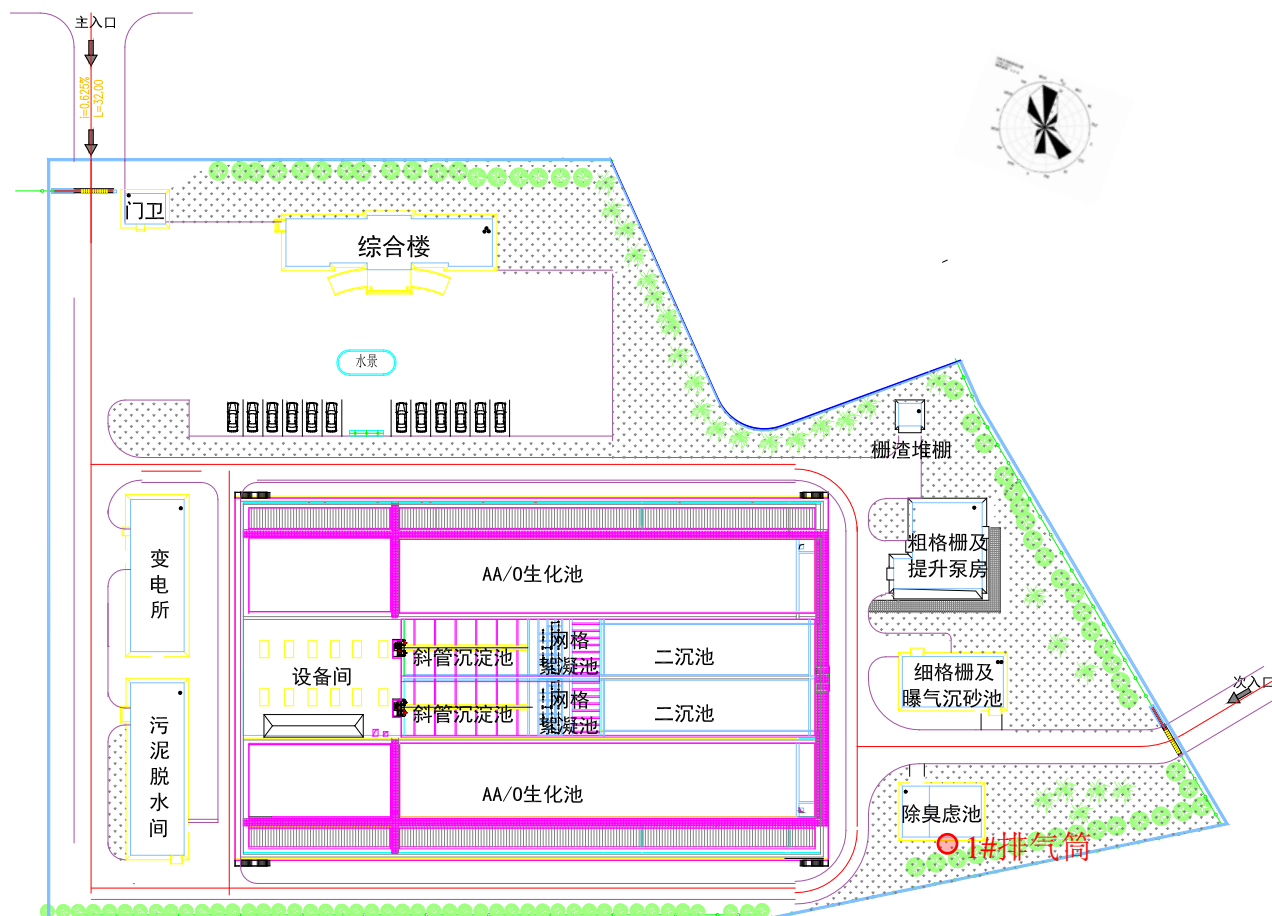 主入口
i=0.625%
L=32.00
门卫
综合楼
水景
栅渣堆棚
粗格栅及
提升泵房
变电所
AA/O生化池
设备间
斜管沉淀池
网格
絮凝池
二沉池
斜管沉淀池
网格
絮凝池
二沉池
细格栅及
曝气沉砂池
次入口
污泥脱水间
AA/O生化池
除臭虑池
1#排气筒